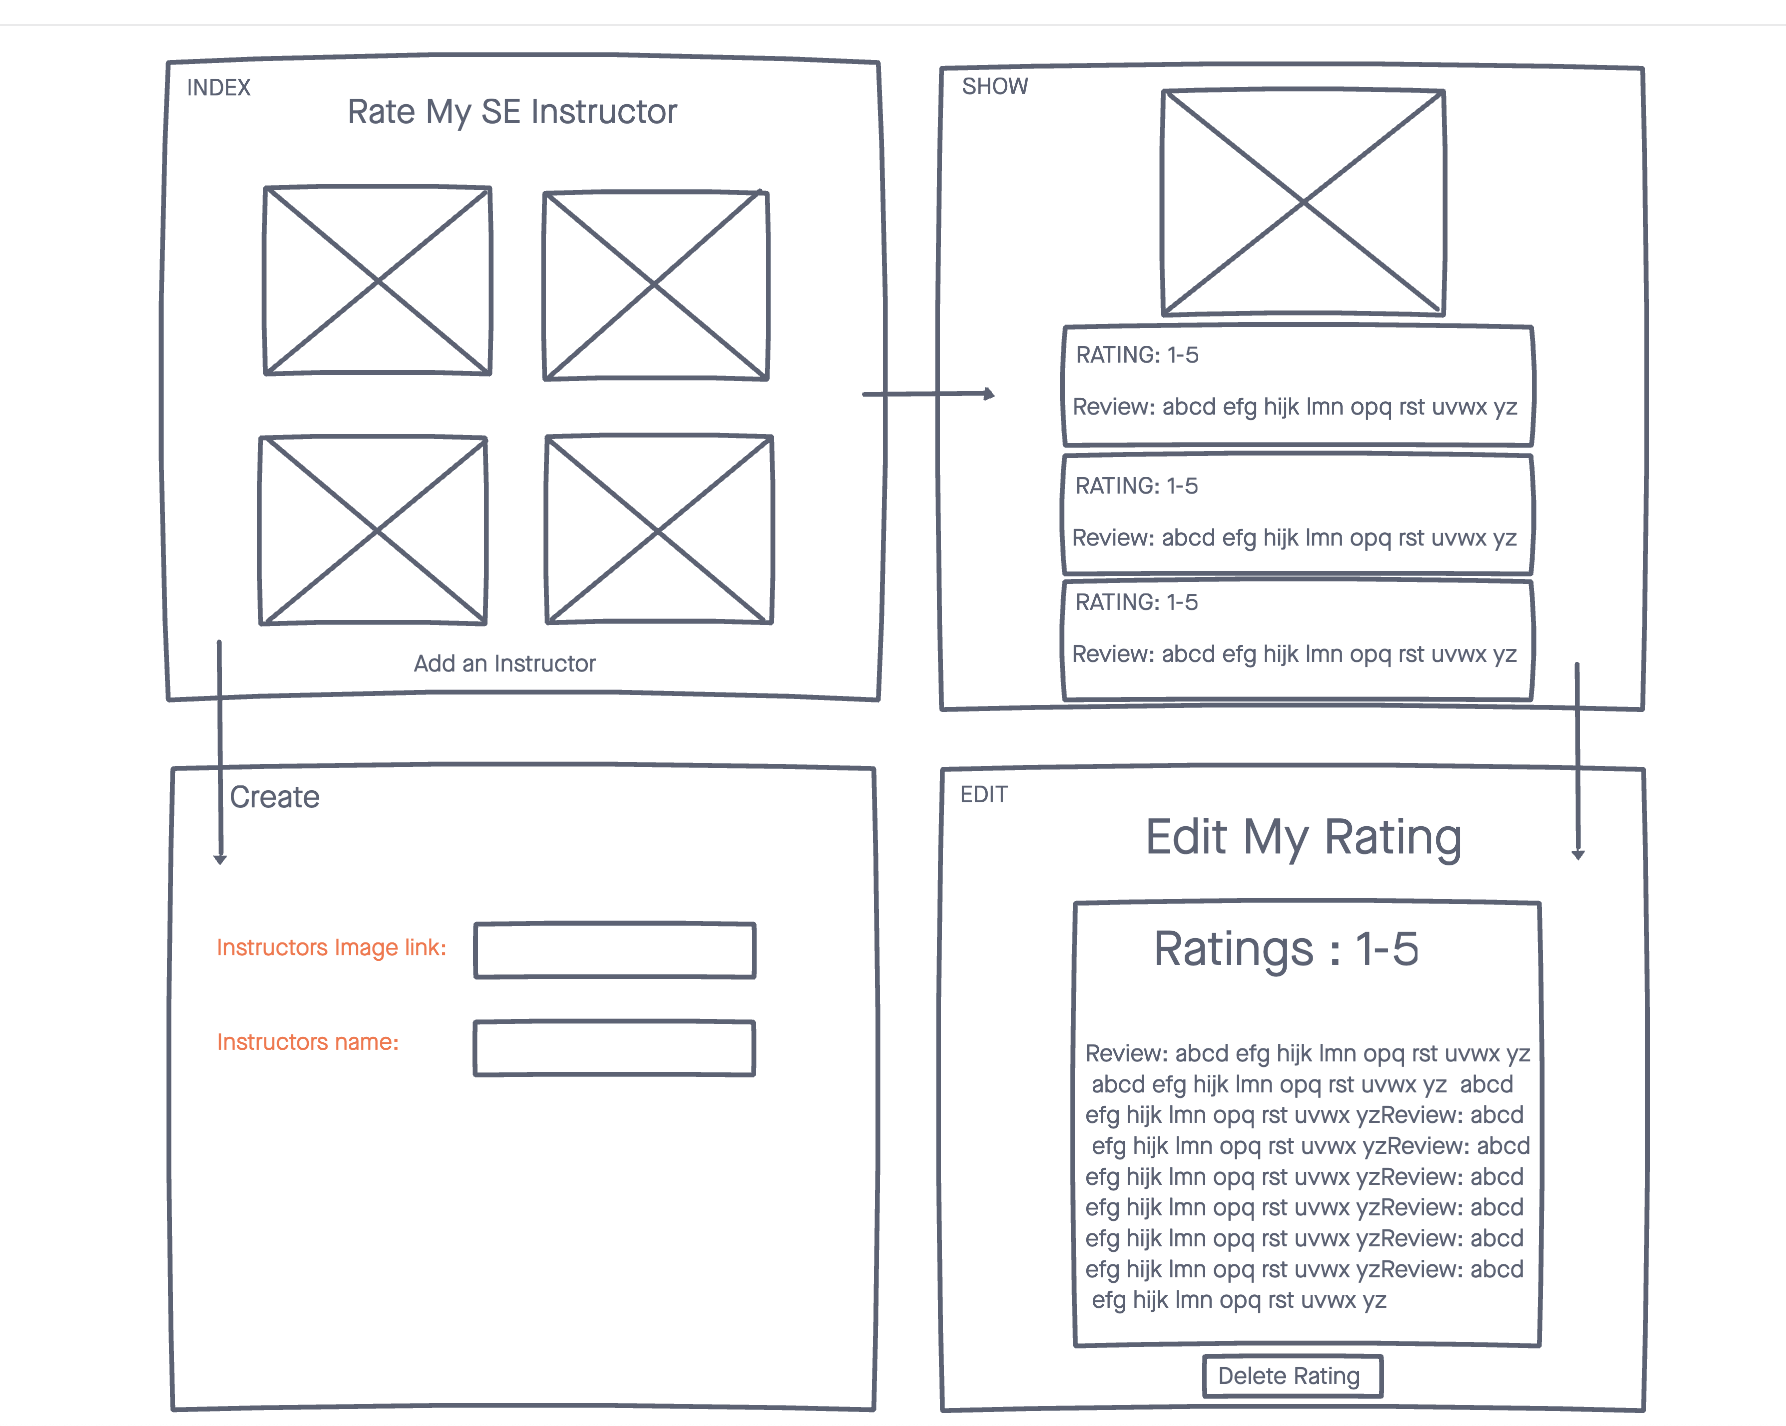 INDEX
Rate My SE Instructor
Add an Instructor
SHOW
RATING: 1-5
Review: abcd efg hijk lmn opq rst uvwx yz
RATING: 1-5
Review: abcd efg hijk lmn opq rst uvwx yz
RATING: 1-5
Review: abcd efg hijk lmn opq rst uvwx yz
Create
Instructors Image link:
Instructors name:
EDIT
Edit My Rating
Ratings : 1-5
Review: abcd efg hijk lmn opq rst uvwx yz
abcd efg hijk lmn opq rst uvwx yz  abcd
efg hijk lmn opq rst uvwx yzReview: abcd
efg hijk lmn opq rst uvwx yzReview: abcd
efg hijk lmn opq rst uvwx yzReview: abcd
efg hijk lmn opq rst uvwx yzReview: abcd
efg hijk lmn opq rst uvwx yzReview: abcd
efg hijk lmn opq rst uvwx yzReview: abcd
efg hijk lmn opq rst uvwx yz
Delete Rating